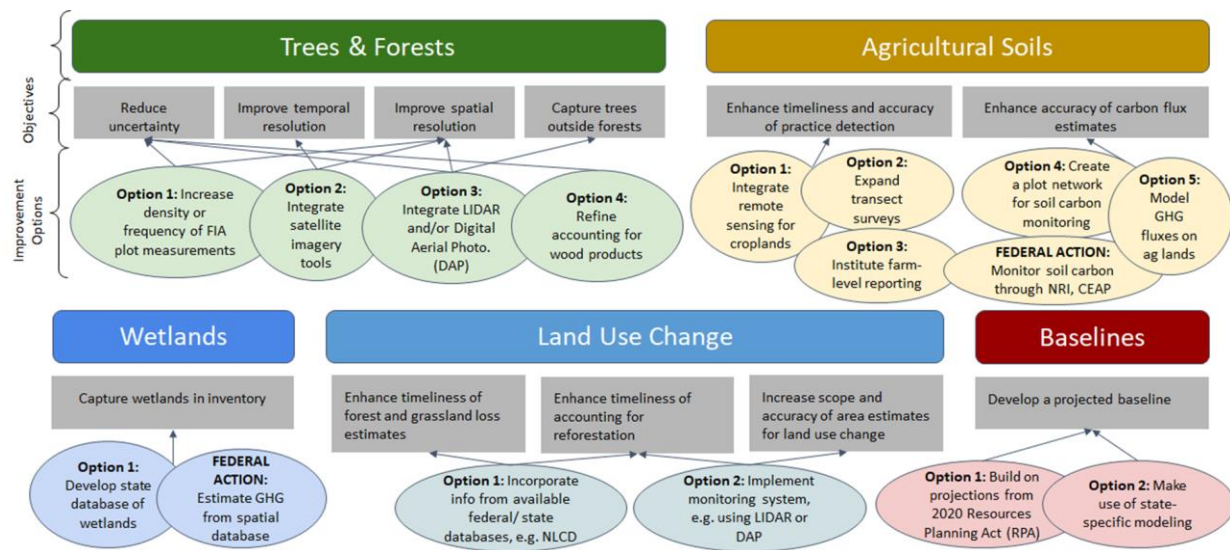 Trees & Forests
Agricultural Soils
Objectives
Reduce
uncertainty
Improve temporal
resolution
Improve spatial
resolution
Capture trees
outside forests
Enhance timeliness and accuracy
of practice detection
Enhance accuracy of carbon flux
estimates
Improvement
Options
Option 1: Increase
density or
frequency of FIA
plot measurements
Option 2:
Integrate
satellite
imagery
tools
Option 3:
Integrate LIDAR
and/or Digital
Aerial Photo.
(DAP)
Option 4:
Refine
accounting for
wood products
Option 1:
Integrate
remote
sensing for
croplands
Option 2:
Expand
transect
surveys
Option 3:
Institute farm-
level reporting
Option 4: Create
a plot network
for soil carbon
monitoring
Option 5:
Model
GHG
fluxes on
ag lands
FEDERAL ACTION:
Monitor soil carbon
through NRI, CEAP
Wetlands
Land Use Change
Baselines
Capture wetlands in inventory
Enhance timeliness of
forest and grassland loss
estimates
Enhance timeliness of
accounting for
reforestation
Increase scope and
accuracy of area estimates
for land use change
Develop a projected baseline
Option 1:
Develop state
database of
wetlands
FEDERAL
ACTION:
Estimate GHG
from spatial
database
Option 1: Incorporate
info from available
federal/ state
databases, e.g. NLCD
Option 2: Implement
monitoring system,
e.g. using LIDAR or
DAP
Option 1: Build on
projections from
2020 Resources
Planning Act (RPA)
Option 2: Make
use of state-
specific modeling